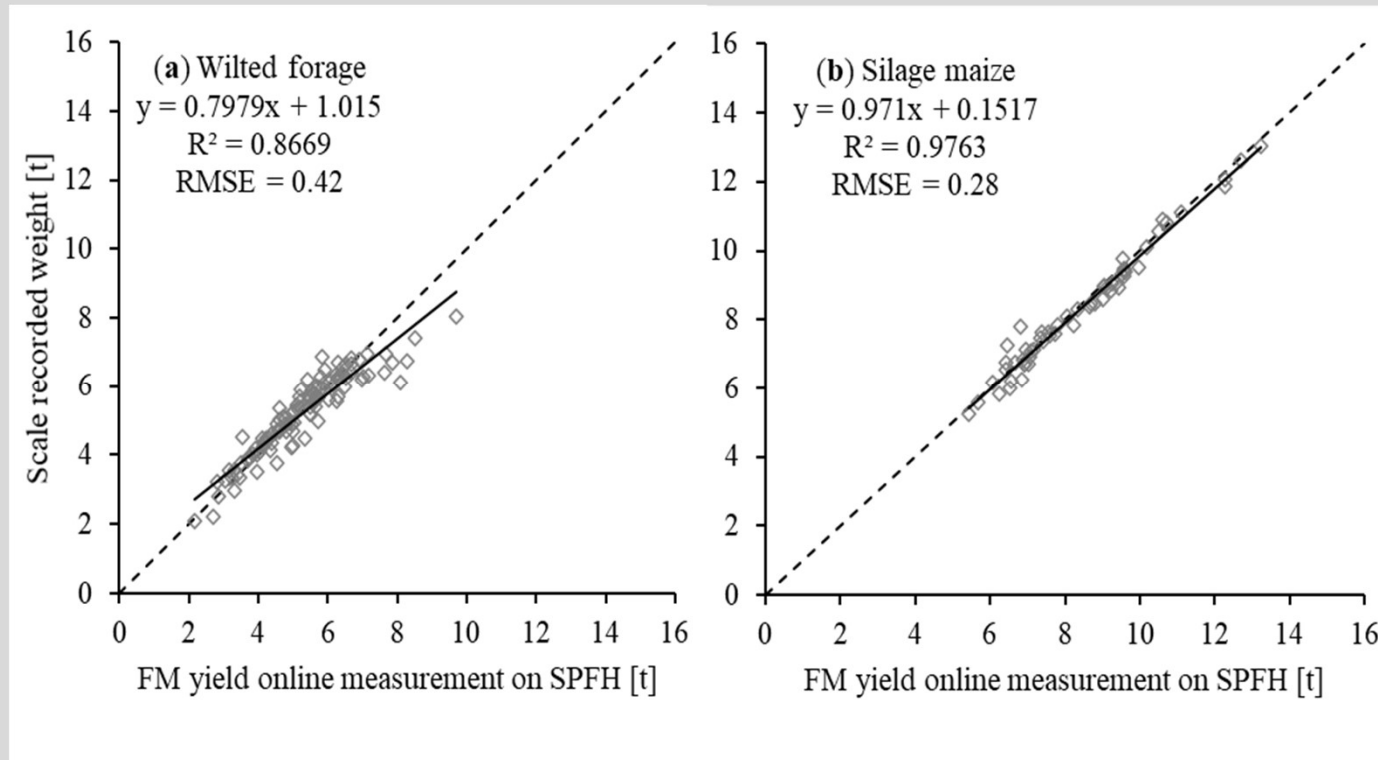 (a) Wilted forage
y = 0.7979x + 1.015
R² = 0.8669
RMSE = 0.42
Scale recorded weight [t]
16
14
12
10
8
6
4
2
0
0 2 4 6 8 10 12 14 16
FM yield online measurement on SPFH [t]
(b) Silage maize
y = 0.971x + 0.1517
R² = 0.9763
RMSE = 0.28
16
14
12
10
8
6
4
2
0
0 2 4 6 8 10 12 14 16
FM yield online measurement on SPFH [t]